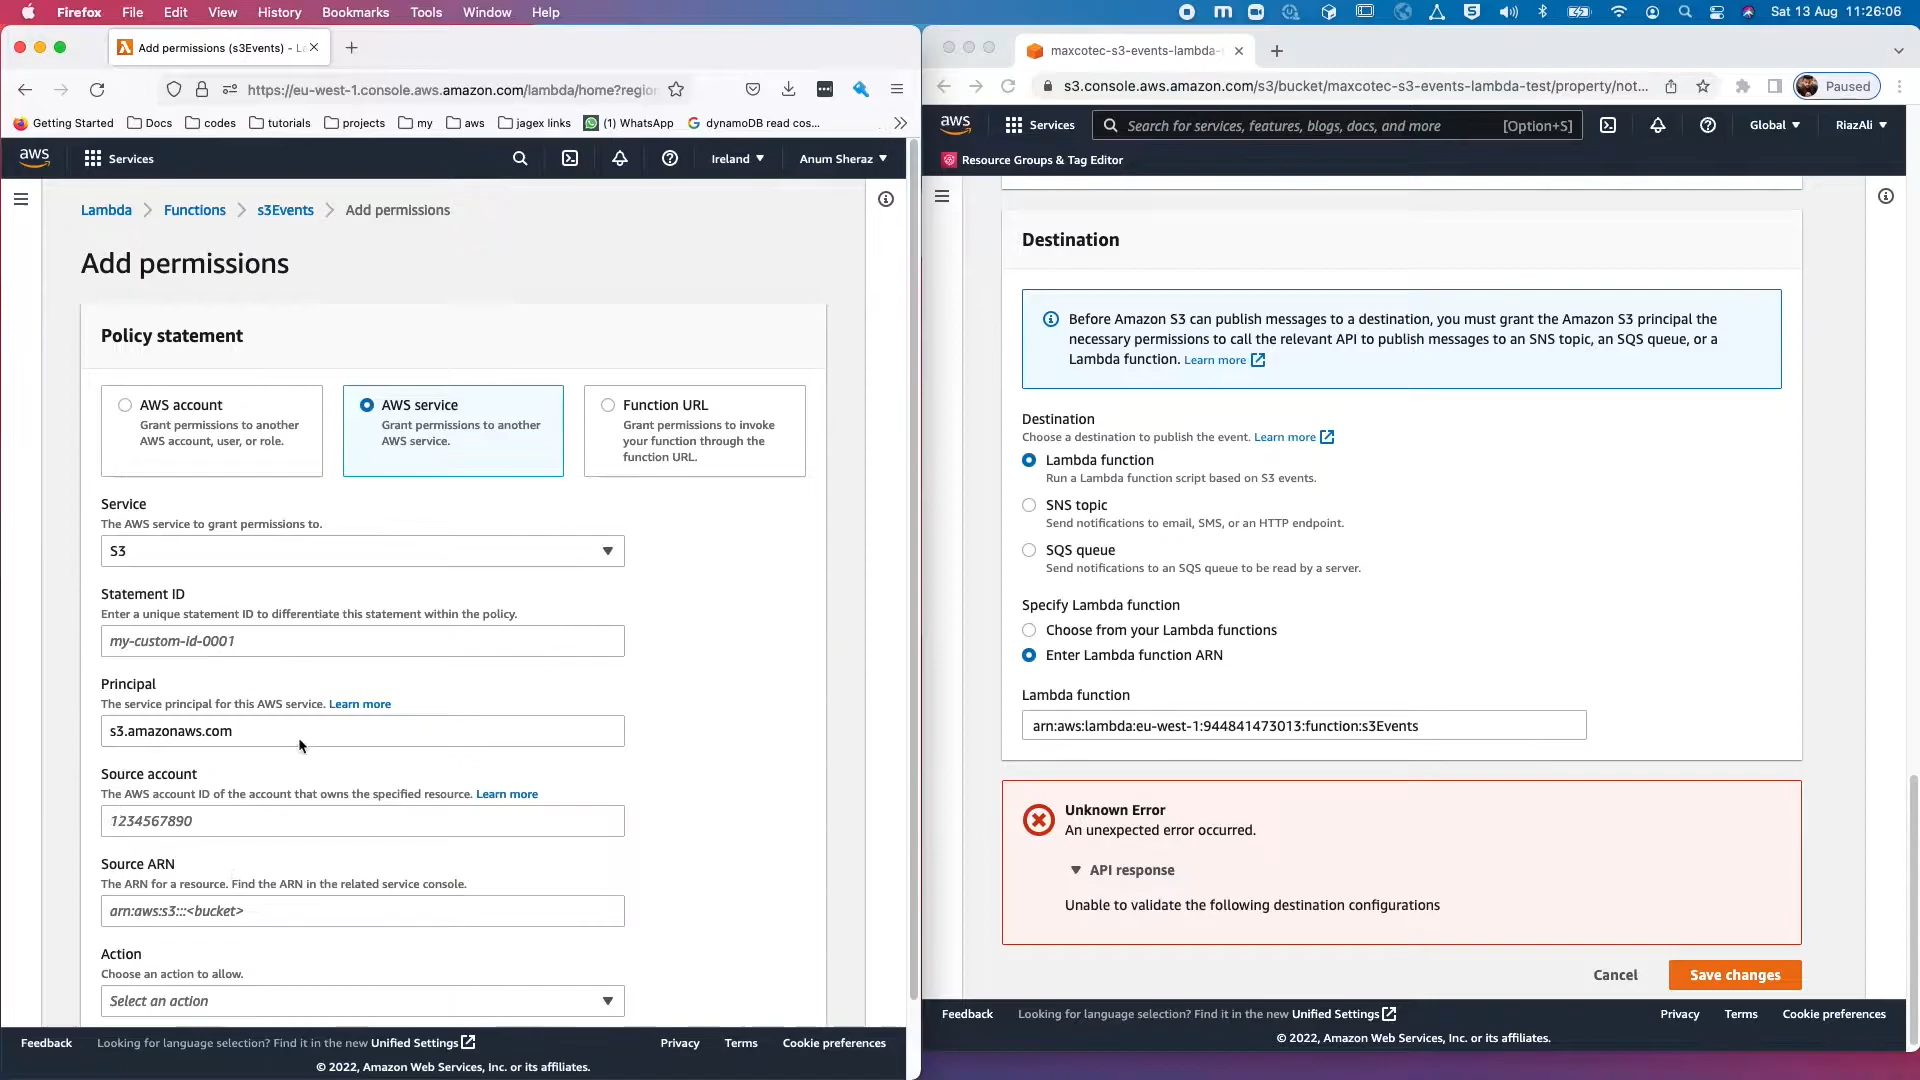 Firefox File Edit View History Bookmarks Tools Window Help
Sat 13 Aug 11:26:06
Add permissions (s3Events) - La
https://eu-west-1.console.aws.amazon.com/lambda/home?region
Getting Started Docs codes tutorials projects my aws jagex links (1) WhatsApp dynamoDB read cos...
aws Services Ireland Anum Sheraz
Lambda Functions s3Events Add permissions
Add permissions
Policy statement
AWS account
Grant permissions to another
AWS account, user, or role.
AWS service
Grant permissions to another
AWS service.
Function URL
Grant permissions to invoke
your function through the
function URL.
Service
The AWS service to grant permissions to.
S3
Statement ID
Enter a unique statement ID to differentiate this statement within the policy.
my-custom-id-0001
Principal
The service principal for this AWS service. Learn more
s3.amazonaws.com
Source account
The AWS account ID of the account that owns the specified resource. Learn more
1234567890
Source ARN
The ARN for a resource. Find the ARN in the related service console.
arn:aws:s3:::<bucket>
Action
Choose an action to allow.
Select an action
Feedback Looking for language selection? Find it in the new Unified Settings Privacy Terms Cookie preferences
© 2022, Amazon Web Services, Inc. or its affiliates.
maxcotec-s3-events-lambda-
s3.console.aws.amazon.com/s3/bucket/maxcotec-s3-events-lambda-test/property/not... Paused
aws Services Search for services, features, blogs, docs, and more [Option+S] Global RiazAli
Resource Groups & Tag Editor
Destination
Before Amazon S3 can publish messages to a destination, you must grant the Amazon S3 principal the
necessary permissions to call the relevant API to publish messages to an SNS topic, an SQS queue, or a
Lambda function. Learn more
Destination
Choose a destination to publish the event. Learn more
Lambda function
Run a Lambda function script based on S3 events.
SNS topic
Send notifications to email, SMS, or an HTTP endpoint.
SQS queue
Send notifications to an SQS queue to be read by a server.
Specify Lambda function
Choose from your Lambda functions
Enter Lambda function ARN
Lambda function
arn:aws:lambda:eu-west-1:944841473013:function:s3Events
Unknown Error
An unexpected error occurred.
API response
Unable to validate the following destination configurations
Cancel Save changes
Feedback Looking for language selection? Find it in the new Unified Settings Privacy Terms Cookie preferences
© 2022, Amazon Web Services, Inc. or its affiliates.